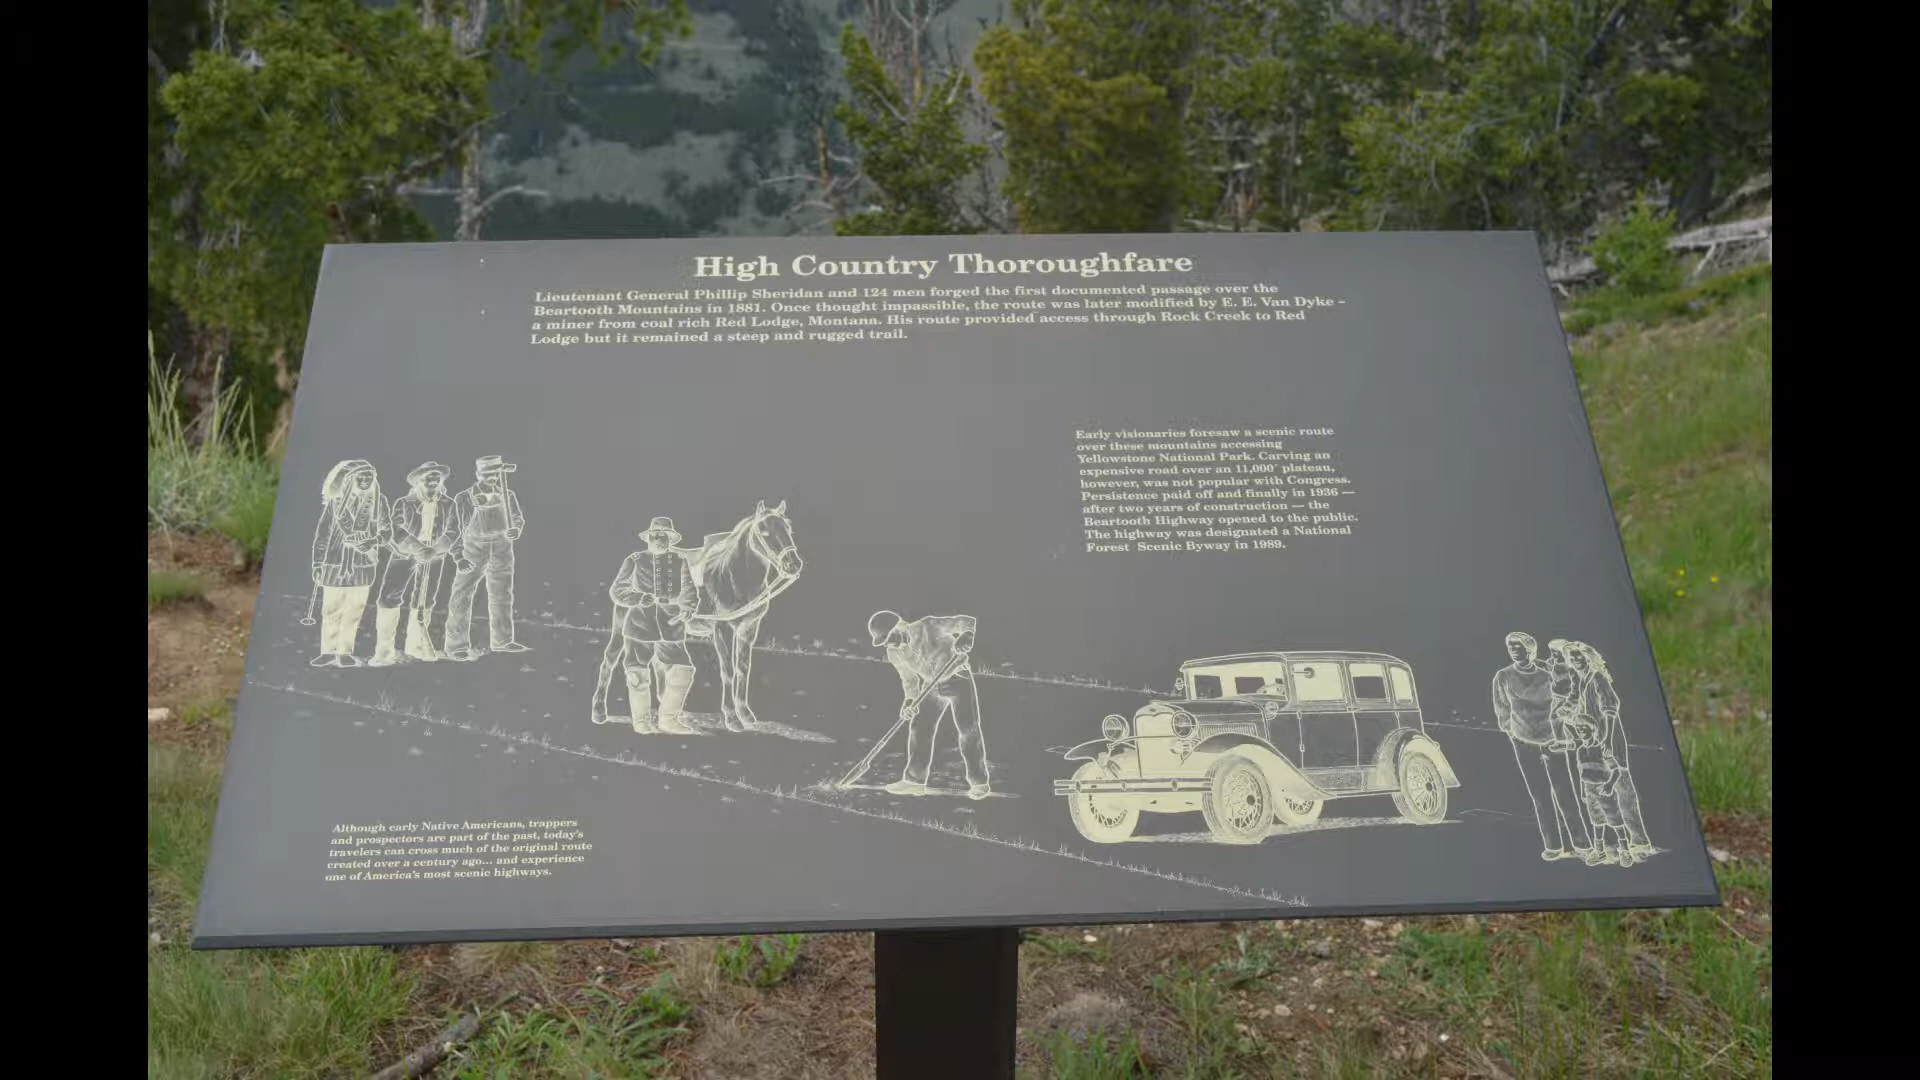 High Country Thoroughfare
Lieutenant General Phillip Sheridan and 124 men forged the first documented passage over the
Beartooth Mountains in 1881. Once thought impassible, the route was later modified by E. E. Van Dyke –
a miner from coal rich Red Lodge, Montana. His route provided access through Rock Creek to Red
Lodge but it remained a steep and rugged trail.
Early visionaries foresaw a scenic route
over these mountains accessing
Yellowstone National Park. Carving an
expensive road over an 11,000' plateau,
however, was not popular with Congress.
Persistence paid off and finally in 1936 —
after two years of construction — the
Beartooth Highway opened to the public.
The highway was designated a National
Forest Scenic Byway in 1989.
Although early Native Americans, trappers
and prospectors are part of the past, today's
travelers can cross much of the original route
created over a century ago... and experience
one of America's most scenic highways.